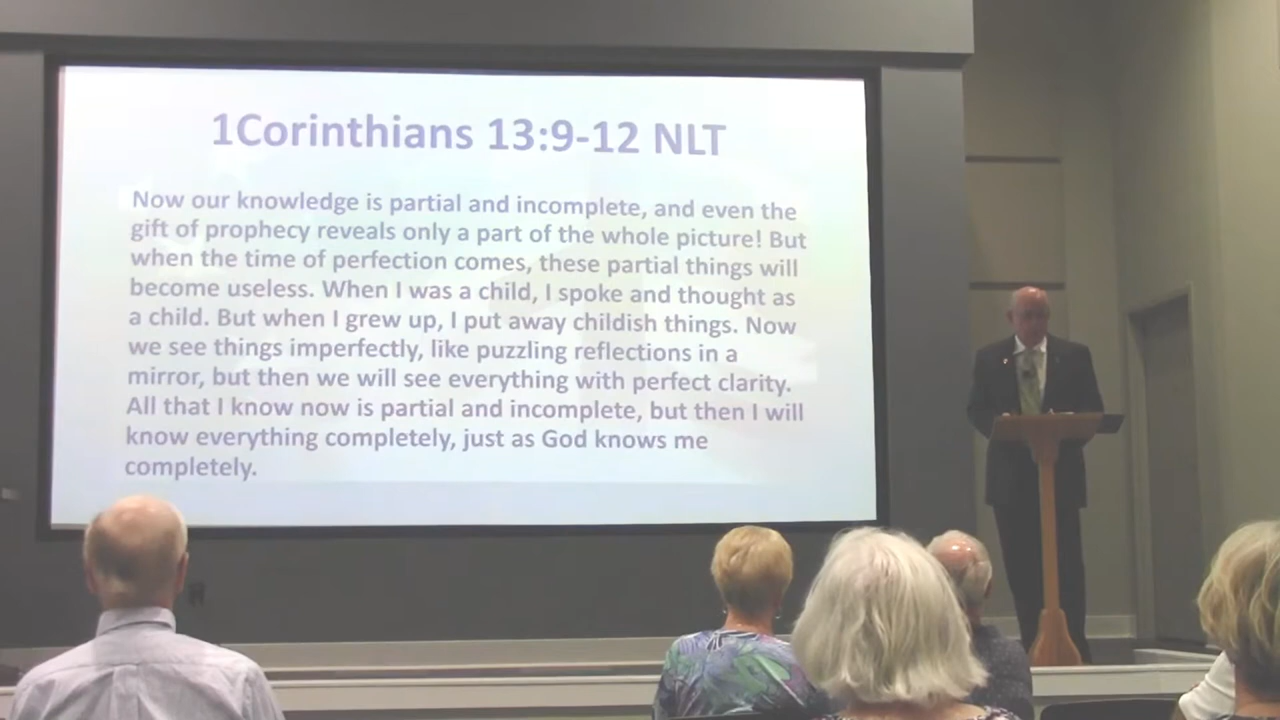 1Corinthians 13:9-12 NLT
Now our knowledge is partial and incomplete, and even the
gift of prophecy reveals only a part of the whole picture! But
when the time of perfection comes, these partial things will
become useless. When I was a child, I spoke and thought as
a child. But when I grew up, I put away childish things. Now
we see things imperfectly, like puzzling reflections in a
mirror, but then we will see everything with perfect clarity.
All that I know now is partial and incomplete, but then I will
know everything completely, just as God knows me
completely.